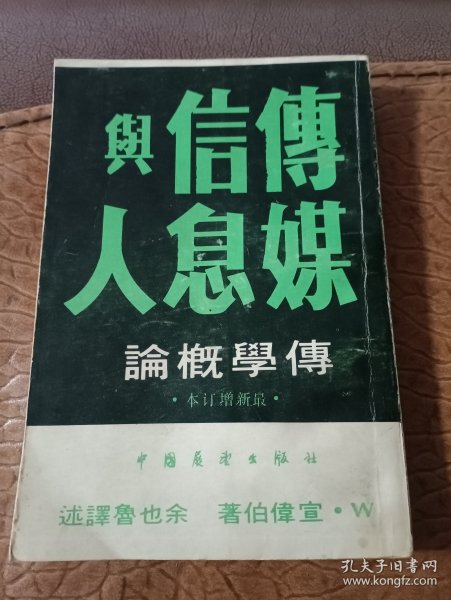 傳媒
信息
與人
傳學概論
·最新增订本·
中國展望出版社
W·宣偉伯著 余也魯譯述
孔夫子旧书网
www.kongfz.com